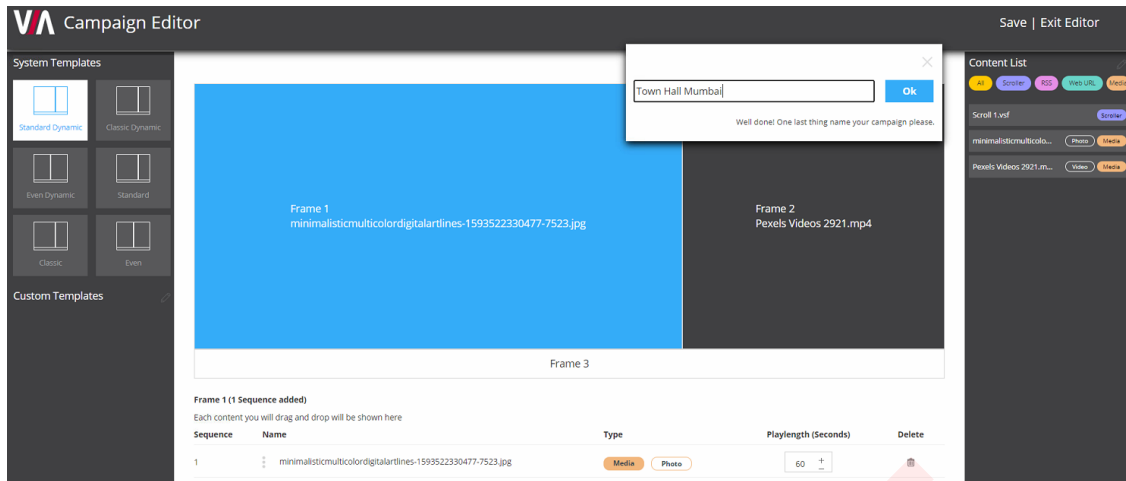 VIA Campaign Editor
Save | Exit Editor
System Templates
Standard Dynamic
Classic Dynamic
Even Dynamic
Standard
Classic
Even
Custom Templates
Town Hall Mumbai
Ok
Well done! One last thing name your campaign please.
Frame 1
minimalisticmulticolordigitalartlines-1593522330477-7523.jpg
Frame 2
Pexels Videos 2921.mp4
Frame 3
Frame 1 (1 Sequence added)
Each content you will drag and drop will be shown here
Sequence Name Type Playlength (Seconds) Delete
1 minimalisticmulticolordigitalartlines-1593522330477-7523.jpg Media Photo 60 + −
Content List
All Scroller RSS Web URL Media
Scroll 1.vsf Scroller
minimalisticmulticolo... Photo Media
Pexels Videos 2921.m... Video Media